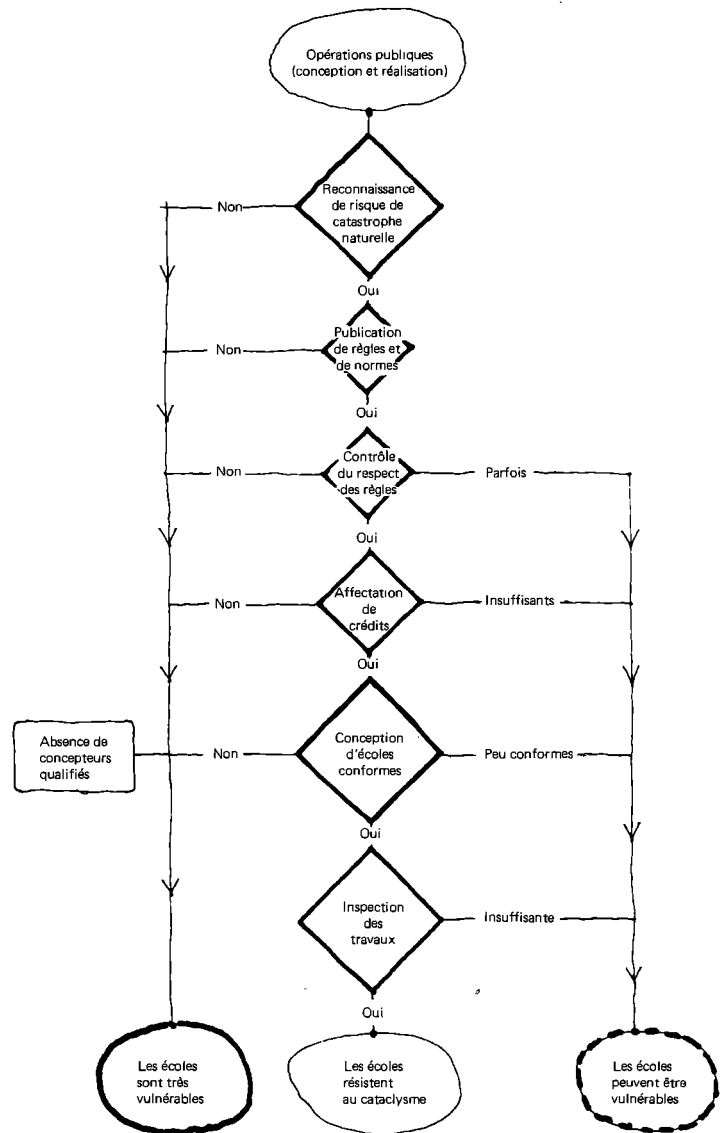 Opérations publiques
(conception et réalisation)
Reconnaissance
de risque de
catastrophe
naturelle
Non
Oui
Publication
de règles et
de normes
Non
Oui
Contrôle
du respect
des règles
Non
Parfois
Oui
Affectation
de
crédits
Non
Insuffisants
Oui
Absence de
concepteurs
qualifiés
Non
Conception
d'écoles
conformes
Peu conformes
Oui
Inspection
des
travaux
Insuffisante
Oui
Les écoles
sont très
vulnérables
Les écoles
résistent
au cataclysme
Les écoles
peuvent être
vulnérables